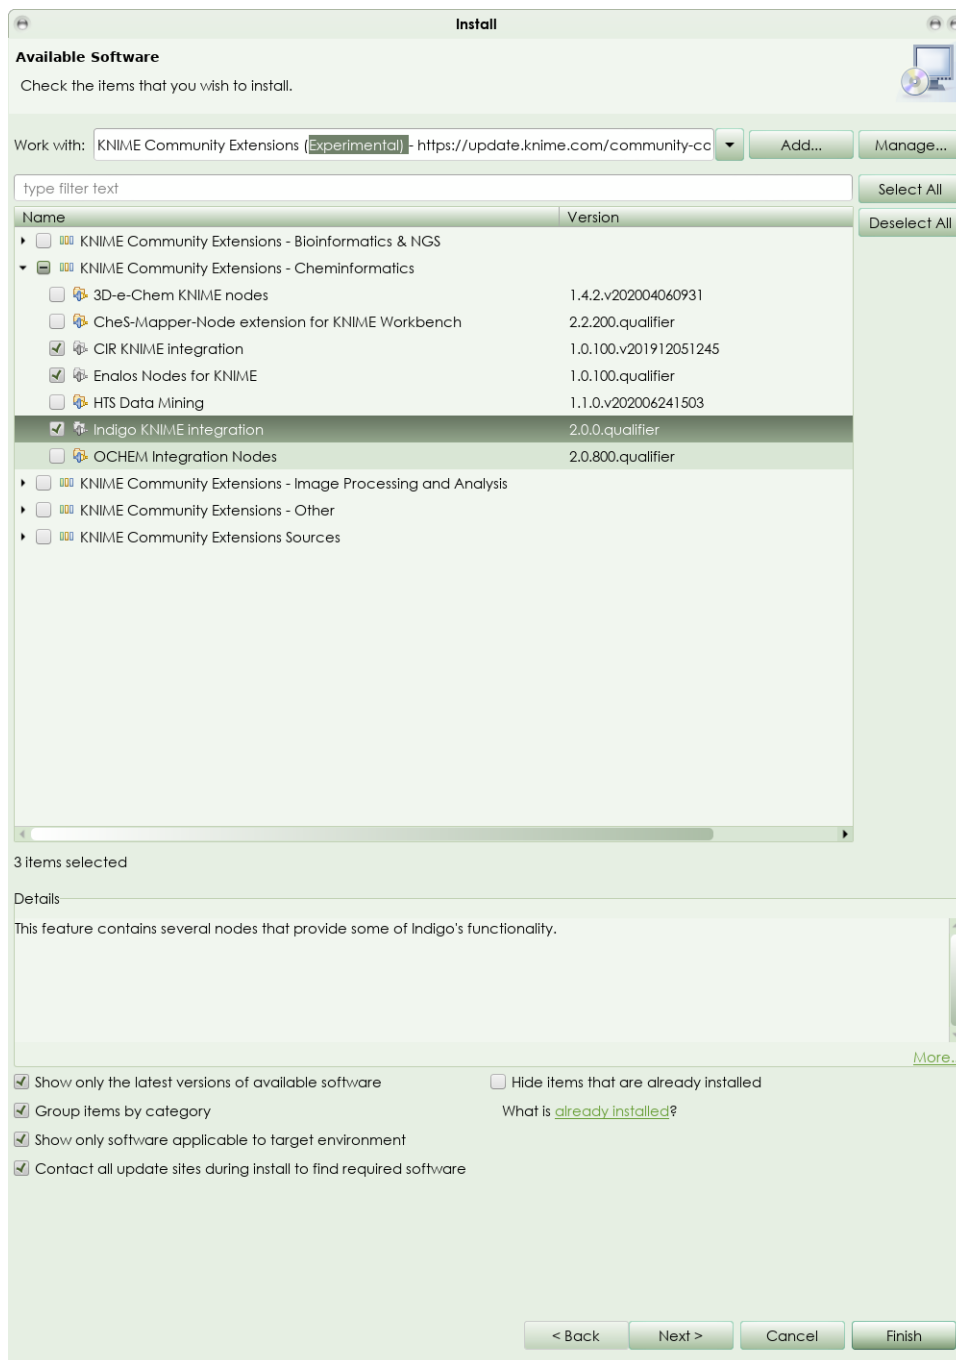 Install
Available Software
Check the items that you wish to install.
Work with: KNIME Community Extensions (Experimental) - https://update.knime.com/community-cc Add... Manage...
type filter text Select All
Name Version Deselect All
KNIME Community Extensions - Bioinformatics & NGS
KNIME Community Extensions - Cheminformatics
3D-e-Chem KNIME nodes 1.4.2.v202004060931
CheS-Mapper-Node extension for KNIME Workbench 2.2.200.qualifier
CIR KNIME integration 1.0.100.v201912051245
Enalos Nodes for KNIME 1.0.100.qualifier
HTS Data Mining 1.1.0.v202006241503
Indigo KNIME integration 2.0.0.qualifier
OCHEM Integration Nodes 2.0.800.qualifier
KNIME Community Extensions - Image Processing and Analysis
KNIME Community Extensions - Other
KNIME Community Extensions Sources
3 items selected
Details
This feature contains several nodes that provide some of Indigo's functionality.
More..
Show only the latest versions of available software Hide items that are already installed
Group items by category What is already installed?
Show only software applicable to target environment
Contact all update sites during install to find required software
< Back Next > Cancel Finish